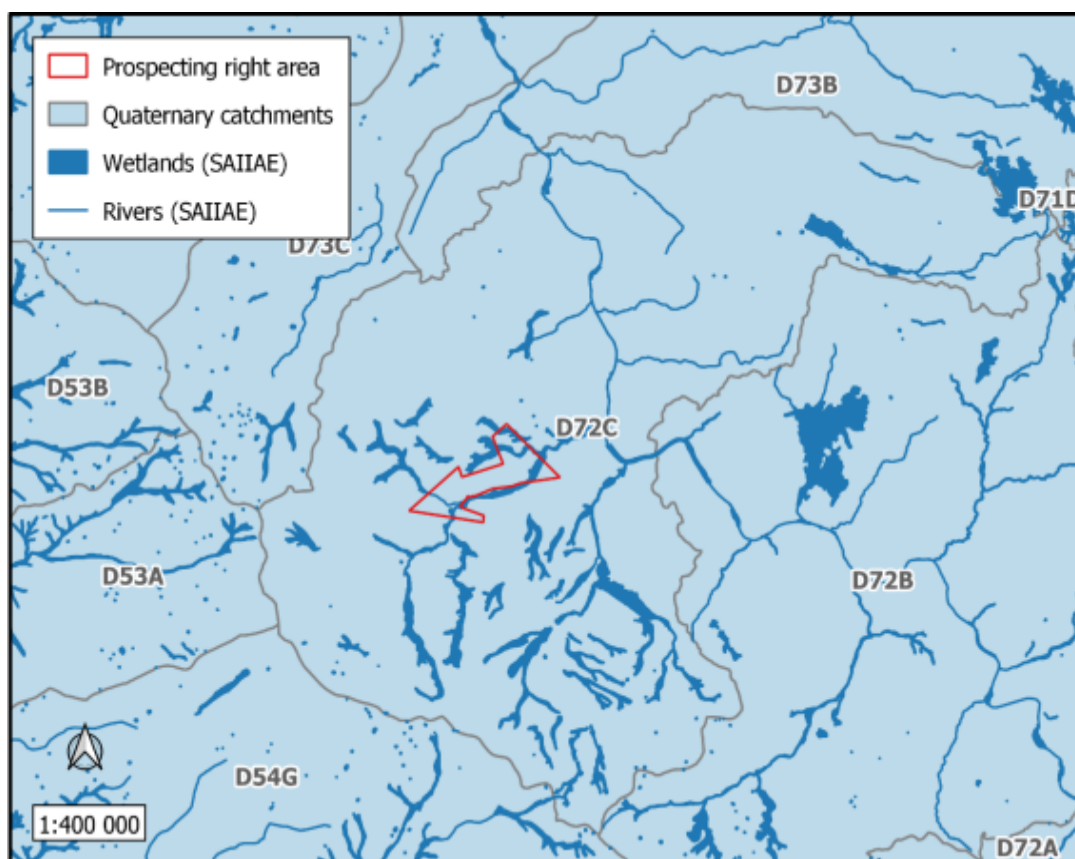 Prospecting right area
Quaternary catchments
Wetlands (SAIIAE)
Rivers (SAIIAE)
D73B
D71D
D73C
D53B
D72C
D53A
D72B
D54G
1:400 000
D72A